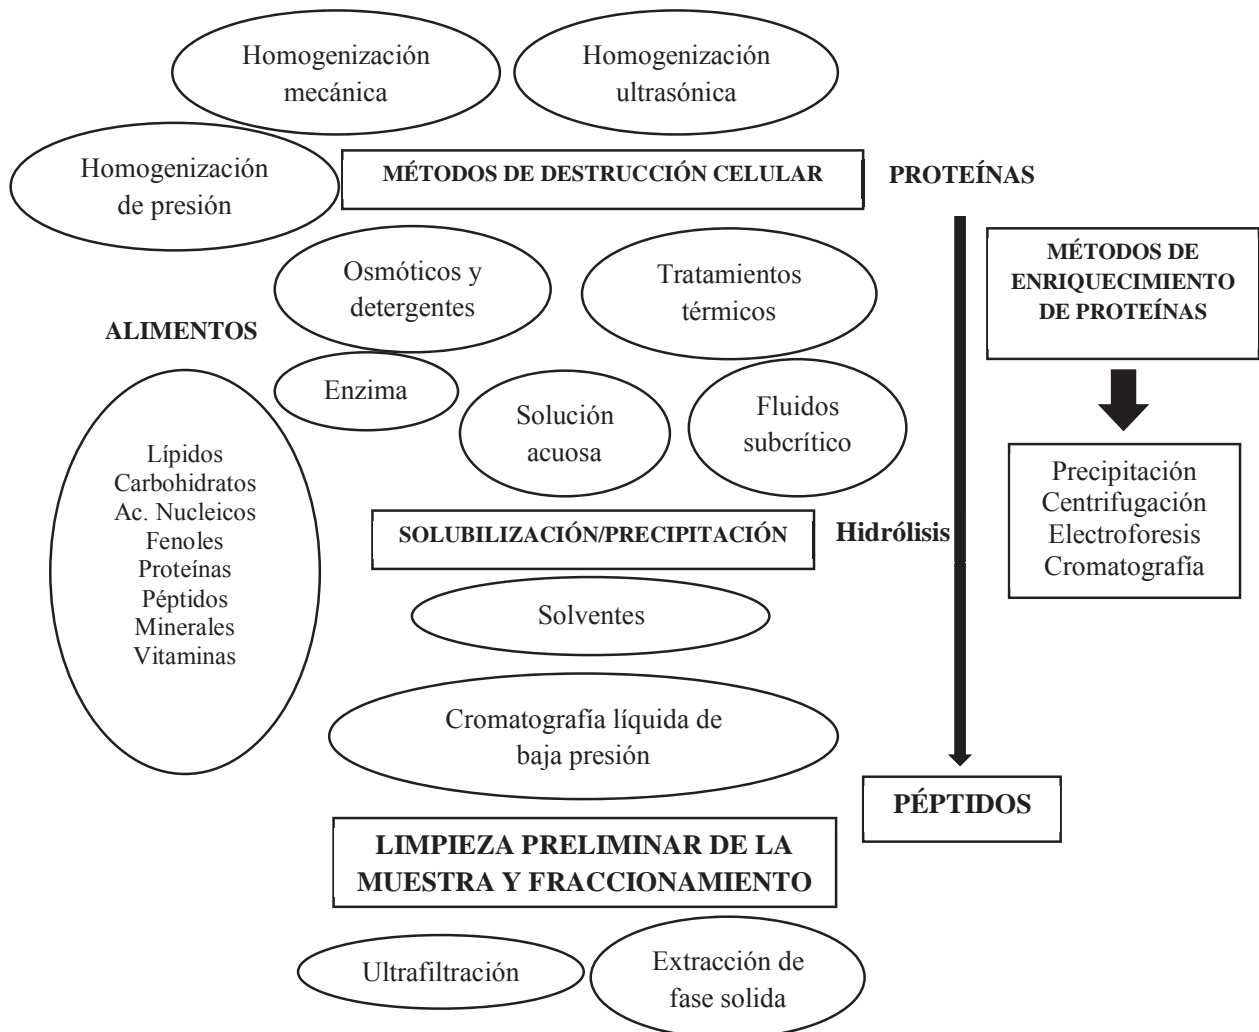 Homogenización
mecánica
Homogenización
ultrasónica
Homogenización
de presión
MÉTODOS DE DESTRUCCIÓN CELULAR
PROTEÍNAS
Osmóticos y
detergentes
Tratamientos
térmicos
MÉTODOS DE
ENRIQUECIMIENTO
DE PROTEÍNAS
ALIMENTOS
Enzima
Solución
acuosa
Fluidos
subcrítico
Lípidos
Carbohidratos
Ac. Nucleicos
Fenoles
Proteínas
Péptidos
Minerales
Vitaminas
Precipitación
Centrifugación
Electroforesis
Cromatografía
SOLUBILIZACIÓN/PRECIPITACIÓN
Hidrólisis
Solventes
Cromatografía líquida de
baja presión
PÉPTIDOS
LIMPIEZA PRELIMINAR DE LA
MUESTRA Y FRACCIONAMIENTO
Ultrafiltración
Extracción de
fase solida